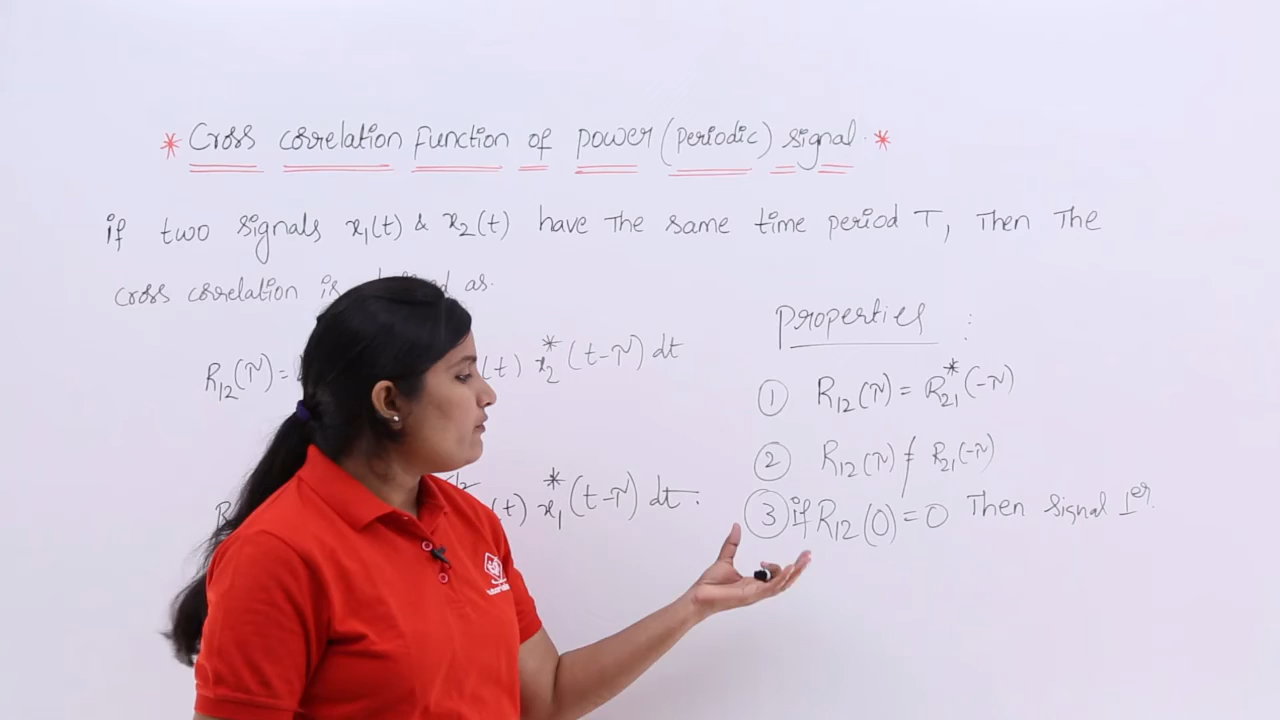 * Cross correlation Function of power (periodic) signal. *
if two signals x₁(t) & x₂(t) have the same time period T, Then The
cross correlation is as.
R₁₂(τ) = (t) x₂*(t-τ) dt
(t) x₁*(t-τ) dt.
Properties :
① R₁₂(τ) = R₂₁*(-τ)
② R₁₂(τ) ≠ R₂₁(-τ)
③ if R₁₂(0) = 0 Then signal ⊥er.